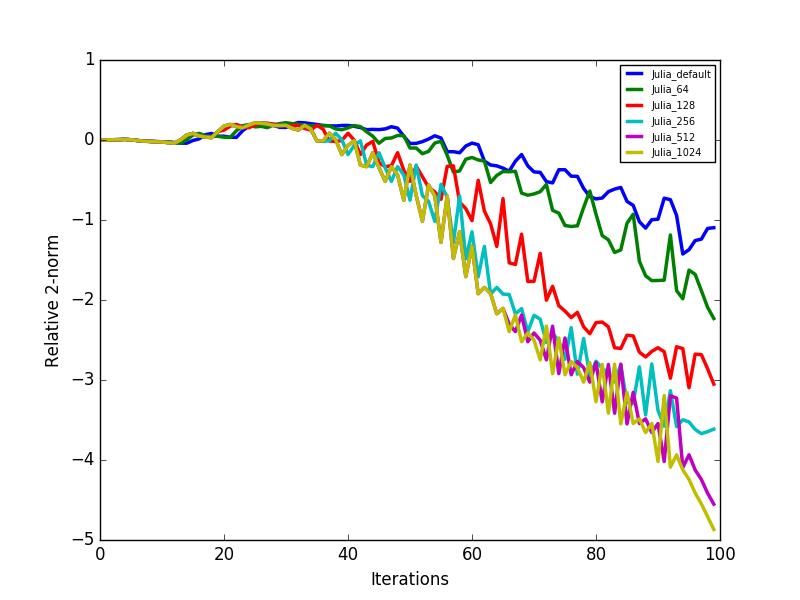 1
0
−1
−2
−3
−4
−5
0
20
40
60
80
100
Relative 2-norm
Iterations
Julia_default
Julia_64
Julia_128
Julia_256
Julia_512
Julia_1024